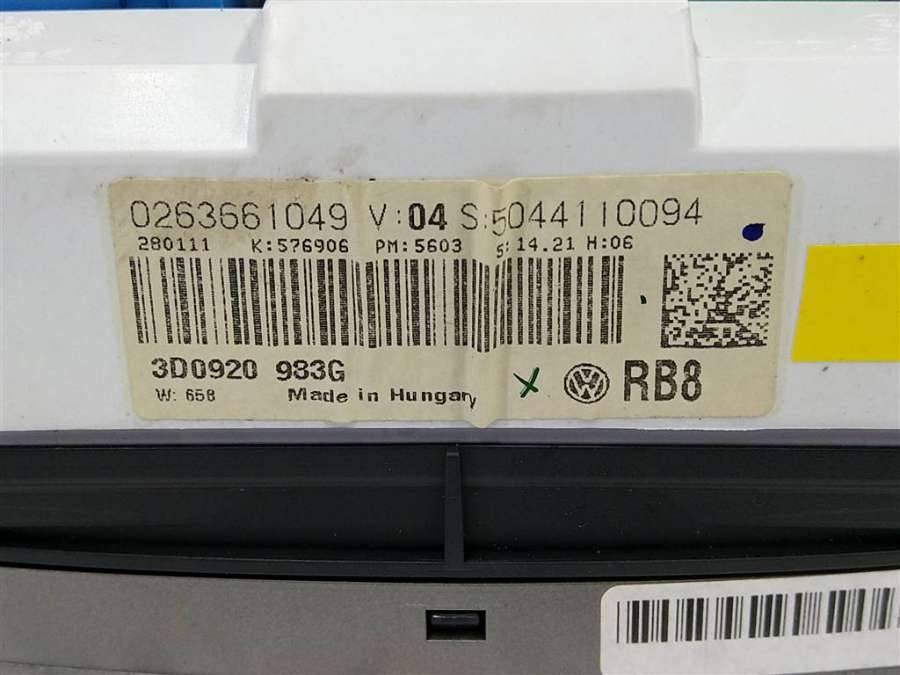 0263661049 V:04 S:5044110094
280111 K:576906 PM:5603 S:14.21 H:06
3D0920 983G
W: 658 Made in Hungary
RB8